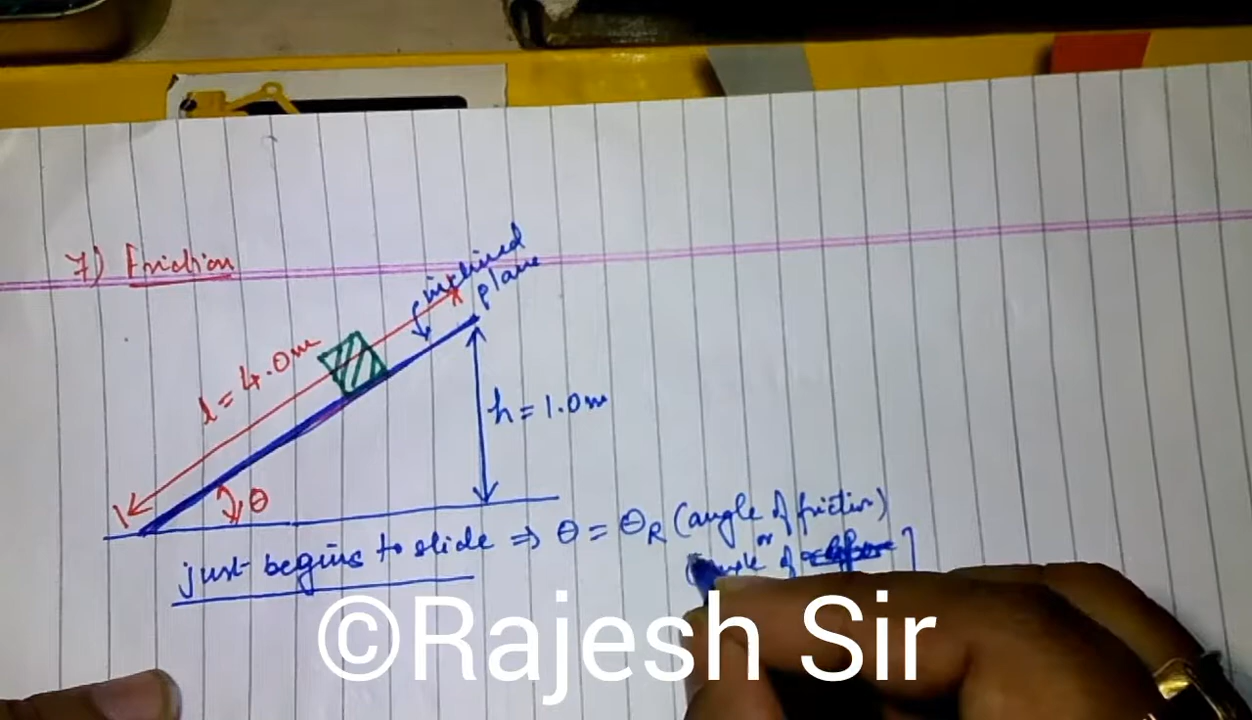 7) Friction
inclined
plane
l = 4.0m
h = 1.0m
θ
just begins to slide ⇒ θ = θR (angle of friction)
or
of
©Rajesh Sir